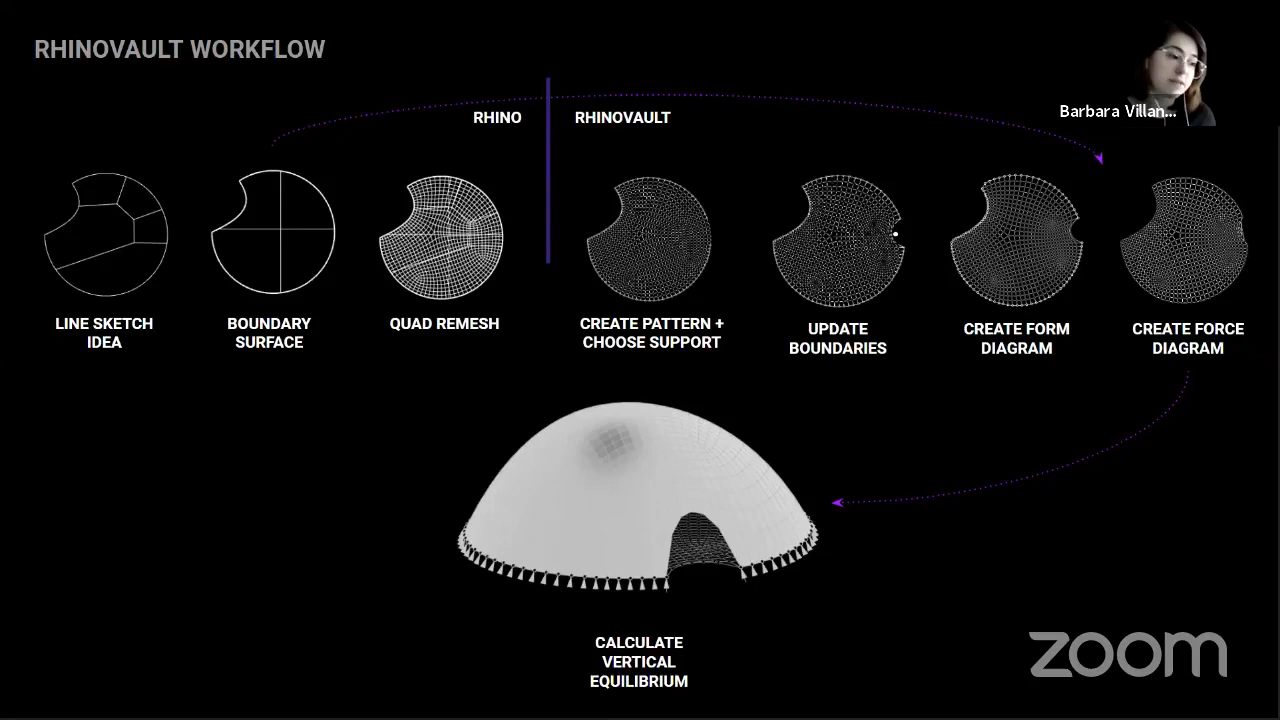 RHINOVAULT WORKFLOW
Barbara Villan...
RHINO
RHINOVAULT
LINE SKETCH
IDEA
BOUNDARY
SURFACE
QUAD REMESH
CREATE PATTERN +
CHOOSE SUPPORT
UPDATE
BOUNDARIES
CREATE FORM
DIAGRAM
CREATE FORCE
DIAGRAM
CALCULATE
VERTICAL
EQUILIBRIUM
zoom